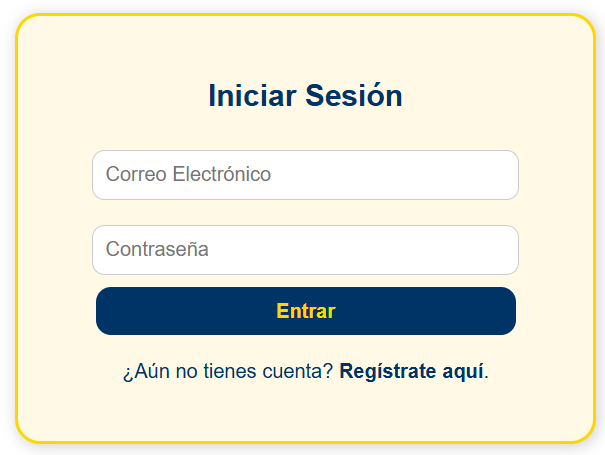 Iniciar Sesión
Correo Electrónico
Contraseña
Entrar
¿Aún no tienes cuenta? Regístrate aquí.